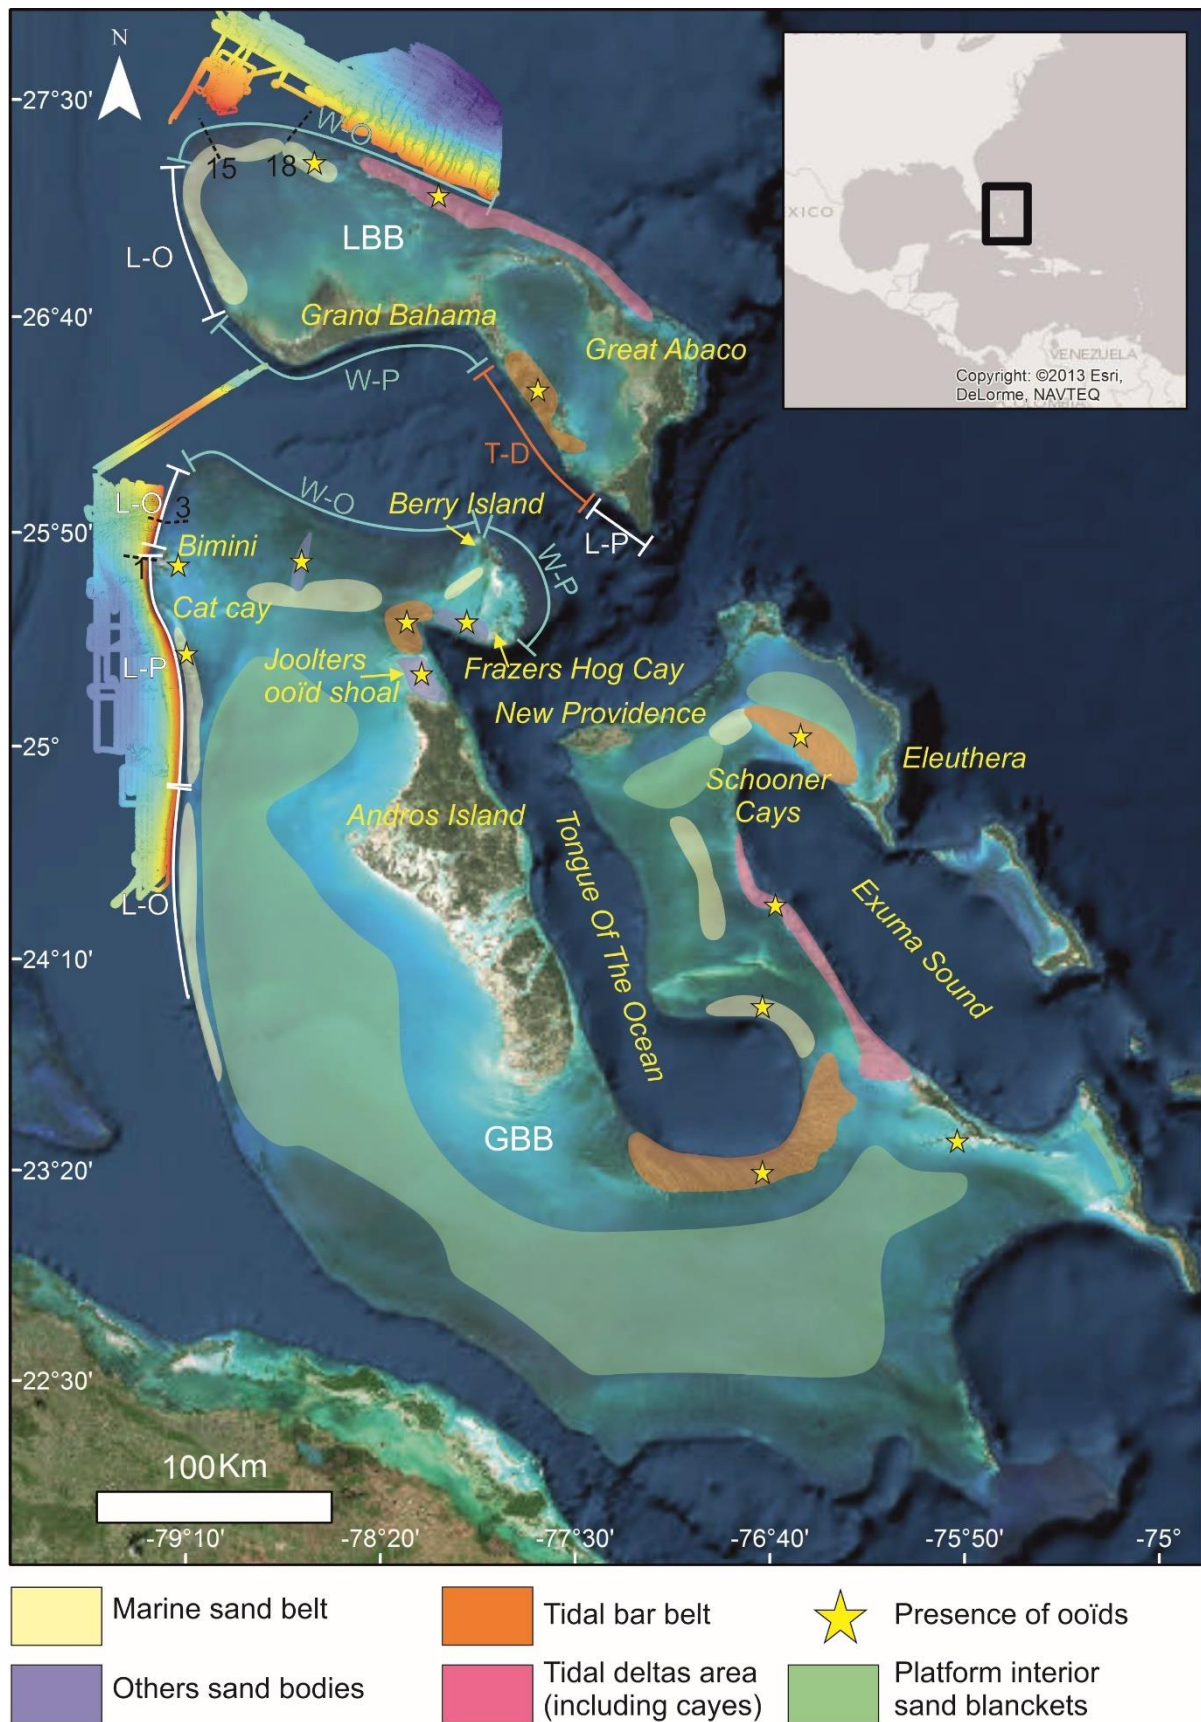 N
27°30'
26°40'
25°50'
25°
24°10'
23°20'
22°30'
W-O
15
18
L-O
LBB
Grand Bahama
Great Abaco
W-P
T-D
L-P
MEXICO
VENEZUELA
COLOMBIA
Copyright: ©2013 Esri,
DeLorme, NAVTEQ
L-O
3
W-O
Berry Island
W-P
Bimini
1
Cat cay
L-P
Joolters
ooïd shoal
Frazers Hog Cay
New Providence
Schooner
Cays
Eleuthera
Andros Island
Tongue Of The Ocean
Exuma Sound
L-O
GBB
100Km
-79°10'
-78°20'
-77°30'
-76°40'
-75°50'
-75°
Marine sand belt
Tidal bar belt
Presence of ooïds
Others sand bodies
Tidal deltas area
(including cayes)
Platform interior
sand blanckets